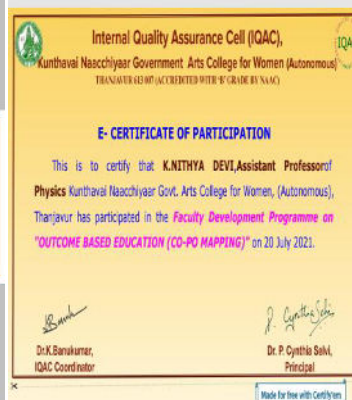 Internal Quality Assurance Cell (IQAC),
IQA
Kunthavai Naacchiyaar Government Arts College for Women (Autonomous)
THANJAVUR 613 007 (ACCREDITED WITH 'B' GRADE BY NAAC)
E- CERTIFICATE OF PARTICIPATION
This is to certify that K.NITHYA DEVI,Assistant Professorof
Physics Kunthavai Naacchiyaar Govt. Arts College for Women, (Autonomous),
Thanjavur has participated in the Faculty Development Programme on
"OUTCOME BASED EDUCATION (CO-PO MAPPING)" on 20 July 2021.
P. Cynthia Selvi
Dr.K.Banukumar,
IQAC Coordinator
Dr. P. Cynthia Selvi,
Principal
Made for free with Certify'em